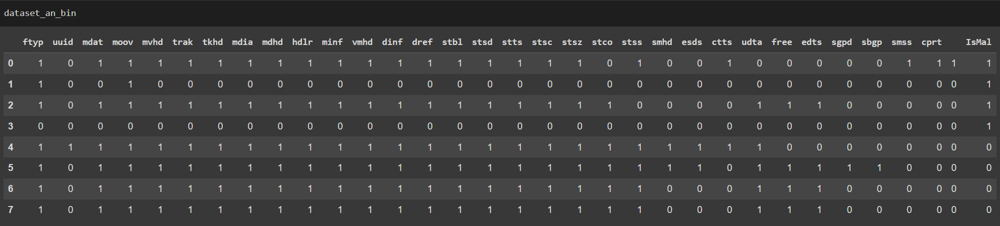 dataset_an_bin
ftyp uuid mdat moov mvhd trak tkhd mdia mdhd hdlr minf vmhd dinf dref stbl stsd stts stsc stsz stco stss smhd esds ctts udta free edts sgpd sbgp smss cprt IsMal
0 1 0 1 1 1 1 1 1 1 1 1 1 1 1 1 1 1 1 1 0 1 0 0 1 0 0 0 0 0 1 1 1 1
1 1 0 0 1 0 0 0 0 0 0 0 0 0 0 0 0 0 0 0 0 0 0 0 0 0 0 0 0 0 0 0 0 1
2 1 0 1 1 1 1 1 1 1 1 1 1 1 1 1 1 1 1 1 1 0 0 0 0 1 1 1 0 0 0 0 0 1
3 0 0 0 0 0 0 0 0 0 0 0 0 0 0 0 0 0 0 0 0 0 0 0 0 0 0 0 0 0 0 0 0 1
4 1 1 1 1 1 1 1 1 1 1 1 1 1 1 1 1 1 1 1 1 1 1 1 1 1 0 0 0 0 0 0 0 0
5 1 0 1 1 1 1 1 1 1 1 1 1 1 1 1 1 1 1 1 1 1 1 1 0 1 1 1 1 1 0 0 0 0
6 1 0 1 1 1 1 1 1 1 1 1 1 1 1 1 1 1 1 1 1 1 0 0 0 1 1 1 0 0 0 0 0 0
7 1 0 1 1 1 1 1 1 1 1 1 1 1 1 1 1 1 1 1 1 1 0 0 0 1 1 1 0 0 0 0 0 0